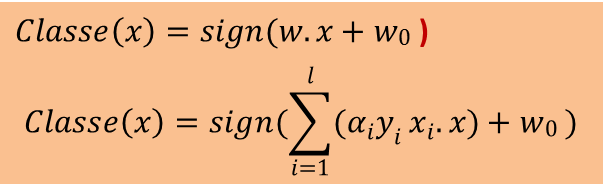 Classe(x) = sign(w.x + w₀)
Classe(x) = sign(∑ᵢ₌₁ˡ (αᵢyᵢ xᵢ.x) + w₀)